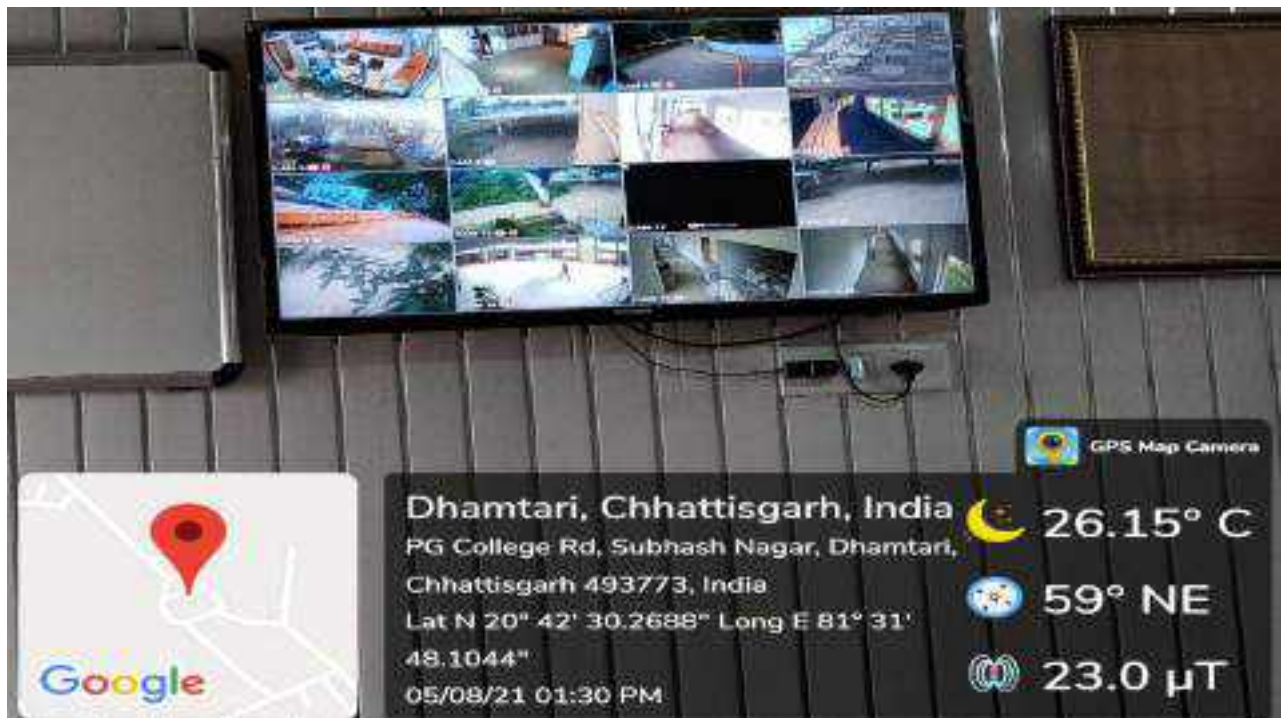 GPS Map Camera
Dhamtari, Chhattisgarh, India
PG College Rd, Subhash Nagar, Dhamtari,
Chhattisgarh 493773, India
Lat N 20° 42' 30.2688" Long E 81° 31'
48.1044"
05/08/21 01:30 PM
26.15° C
59° NE
23.0 µT
Google